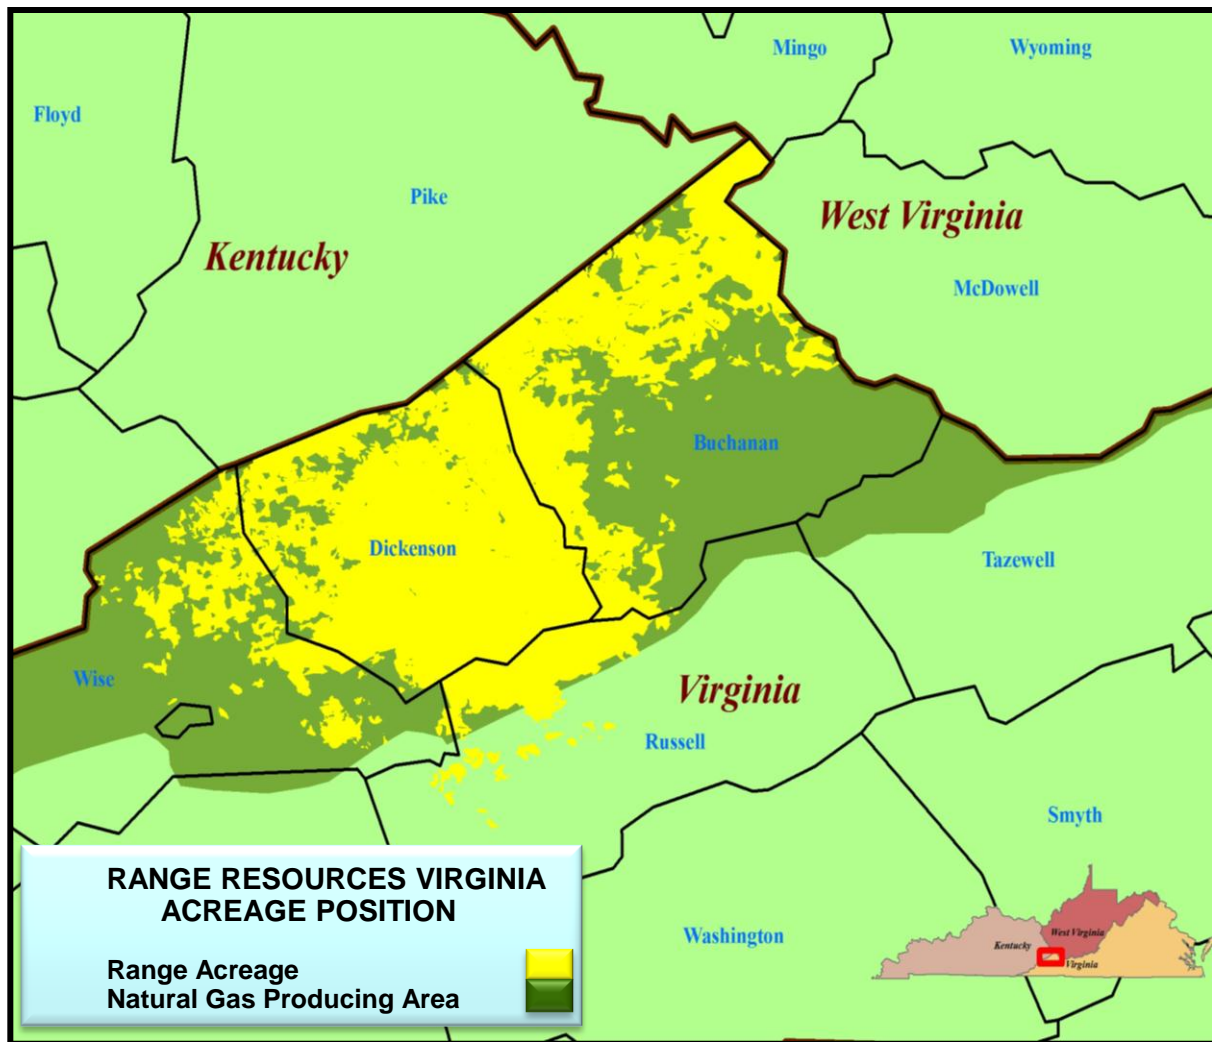 Mingo
Wyoming
Floyd
Pike
West Virginia
Kentucky
McDowell
Buchanan
Dickenson
Tazewell
Wise
Virginia
Russell
Smyth
RANGE RESOURCES VIRGINIA
ACREAGE POSITION
Range Acreage
Natural Gas Producing Area
Washington
West Virginia
Kentucky
Virginia